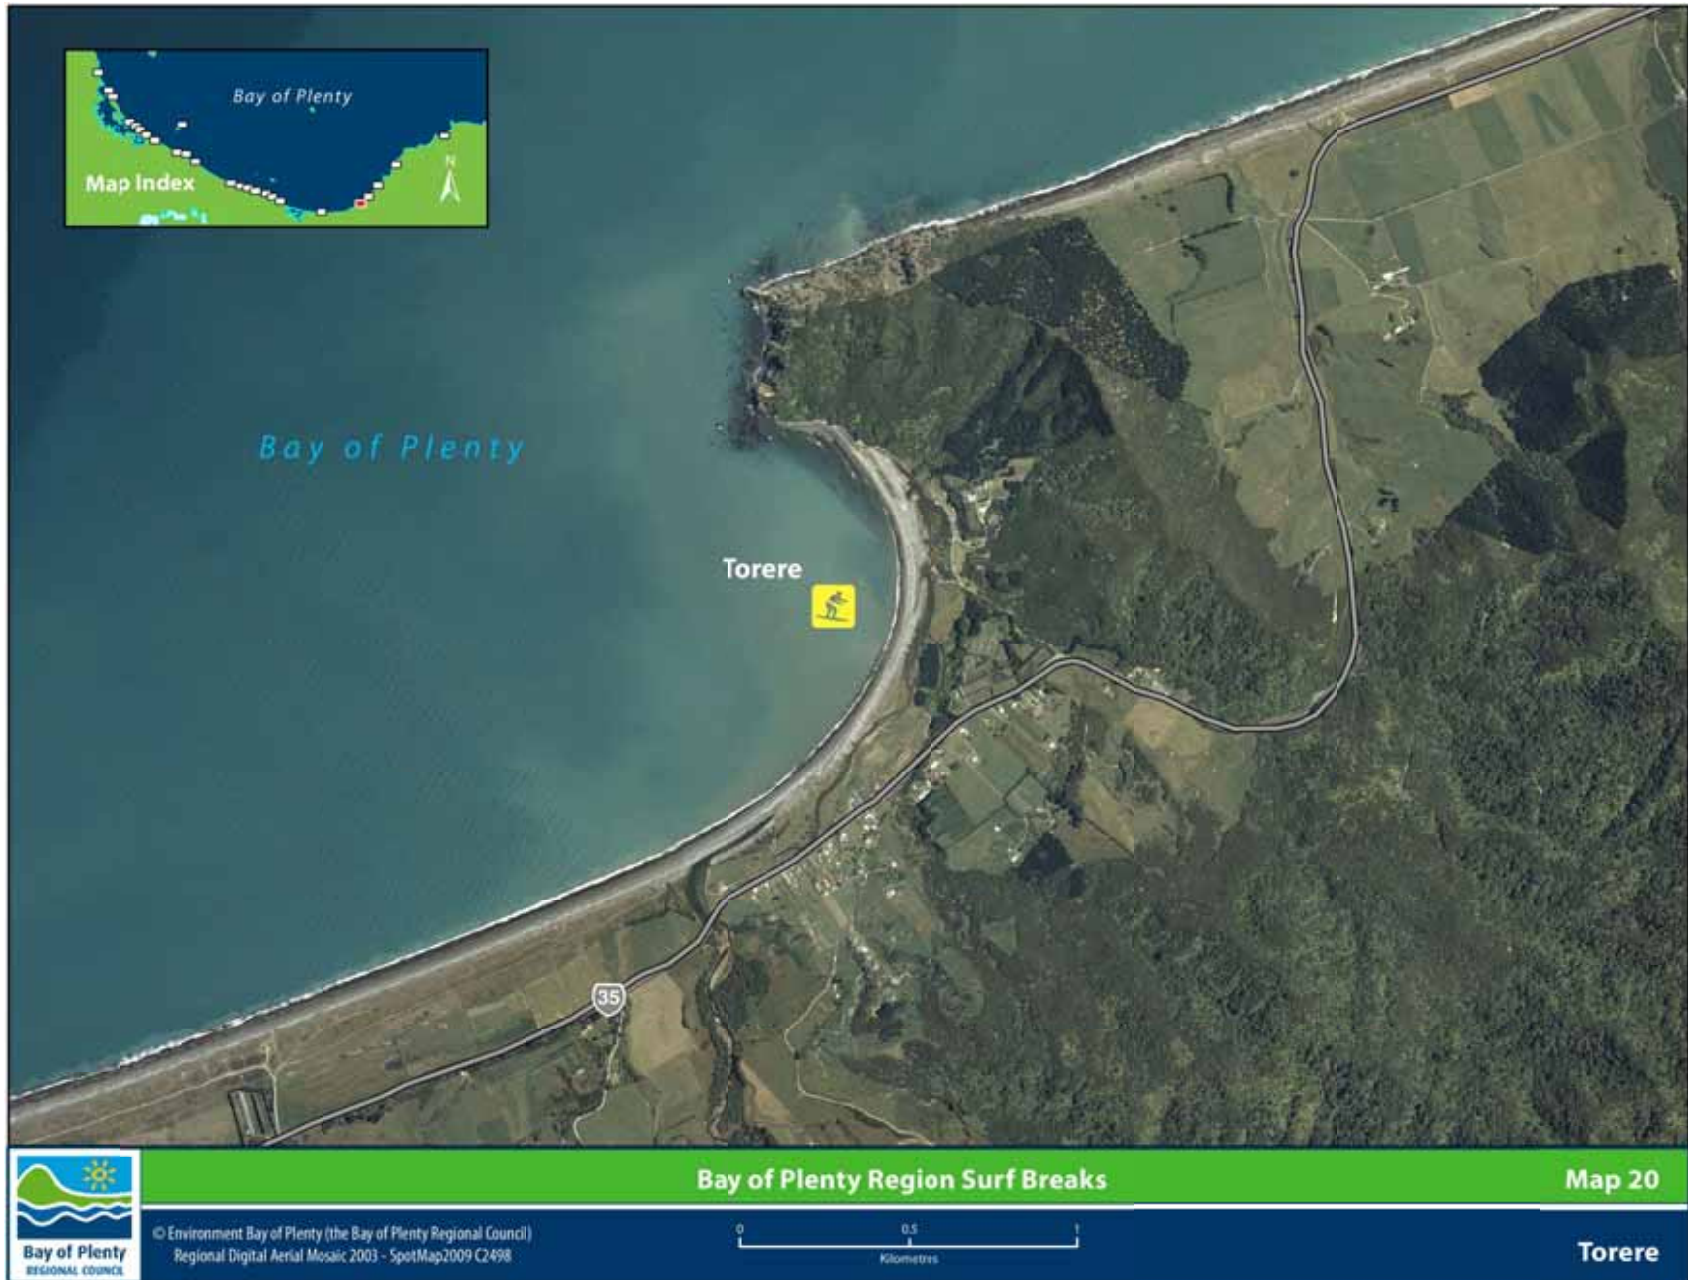 Bay of Plenty
N
Map Index
Bay of Plenty
Torere
35
Bay of Plenty Region Surf Breaks
Map 20
© Environment Bay of Plenty (the Bay of Plenty Regional Council)
Regional Digital Aerial Mosaic 2003 - SpotMap2009 C2498
0 0.5 1
Kilometres
Torere
Bay of Plenty
REGIONAL COUNCIL